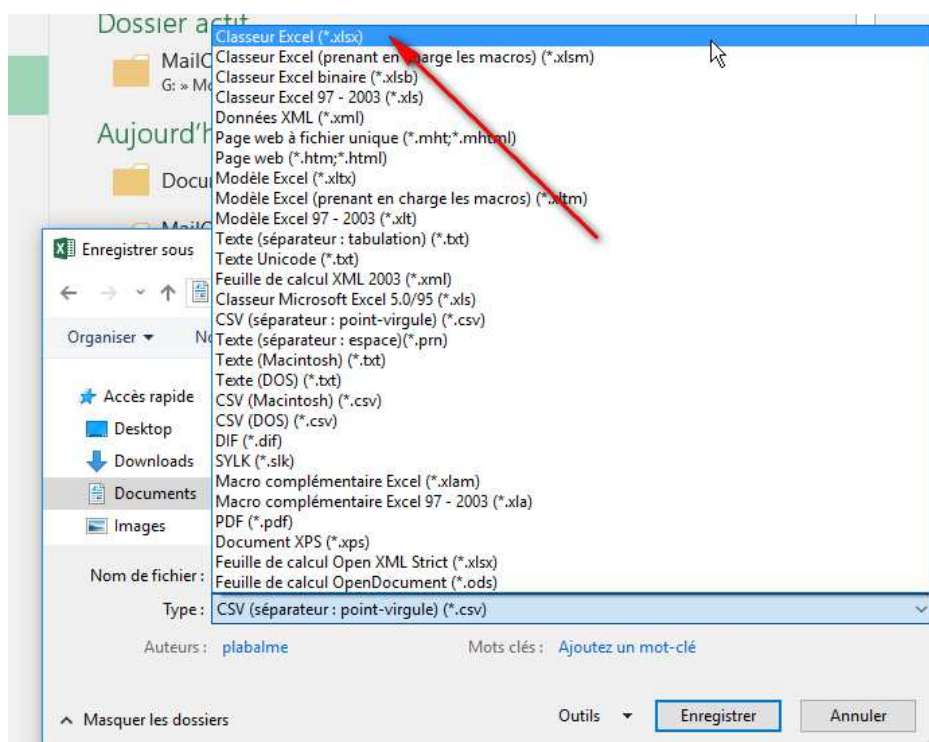 Dossier actif
MailC
G: » Mo
Aujourd'h
Docu
MailC
Classeur Excel (*.xlsx)
Classeur Excel (prenant en charge les macros) (*.xlsm)
Classeur Excel binaire (*.xlsb)
Classeur Excel 97 - 2003 (*.xls)
Données XML (*.xml)
Page web à fichier unique (*.mht;*.mhtml)
Page web (*.htm;*.html)
Modèle Excel (*.xltx)
Modèle Excel (prenant en charge les macros) (*.xltm)
Modèle Excel 97 - 2003 (*.xlt)
Texte (séparateur : tabulation) (*.txt)
Texte Unicode (*.txt)
Feuille de calcul XML 2003 (*.xml)
Classeur Microsoft Excel 5.0/95 (*.xls)
CSV (séparateur : point-virgule) (*.csv)
Texte (séparateur : espace)(*.prn)
Texte (Macintosh) (*.txt)
Texte (DOS) (*.txt)
CSV (Macintosh) (*.csv)
CSV (DOS) (*.csv)
DIF (*.dif)
SYLK (*.slk)
Macro complémentaire Excel (*.xlam)
Macro complémentaire Excel 97 - 2003 (*.xla)
PDF (*.pdf)
Document XPS (*.xps)
Feuille de calcul Open XML Strict (*.xlsx)
Feuille de calcul OpenDocument (*.ods)
Enregistrer sous
Organiser No
Accès rapide
Desktop
Downloads
Documents
Images
Nom de fichier :
Type : CSV (séparateur : point-virgule) (*.csv)
Auteurs : plabalme Mots clés : Ajoutez un mot-clé
Masquer les dossiers Outils Enregistrer Annuler